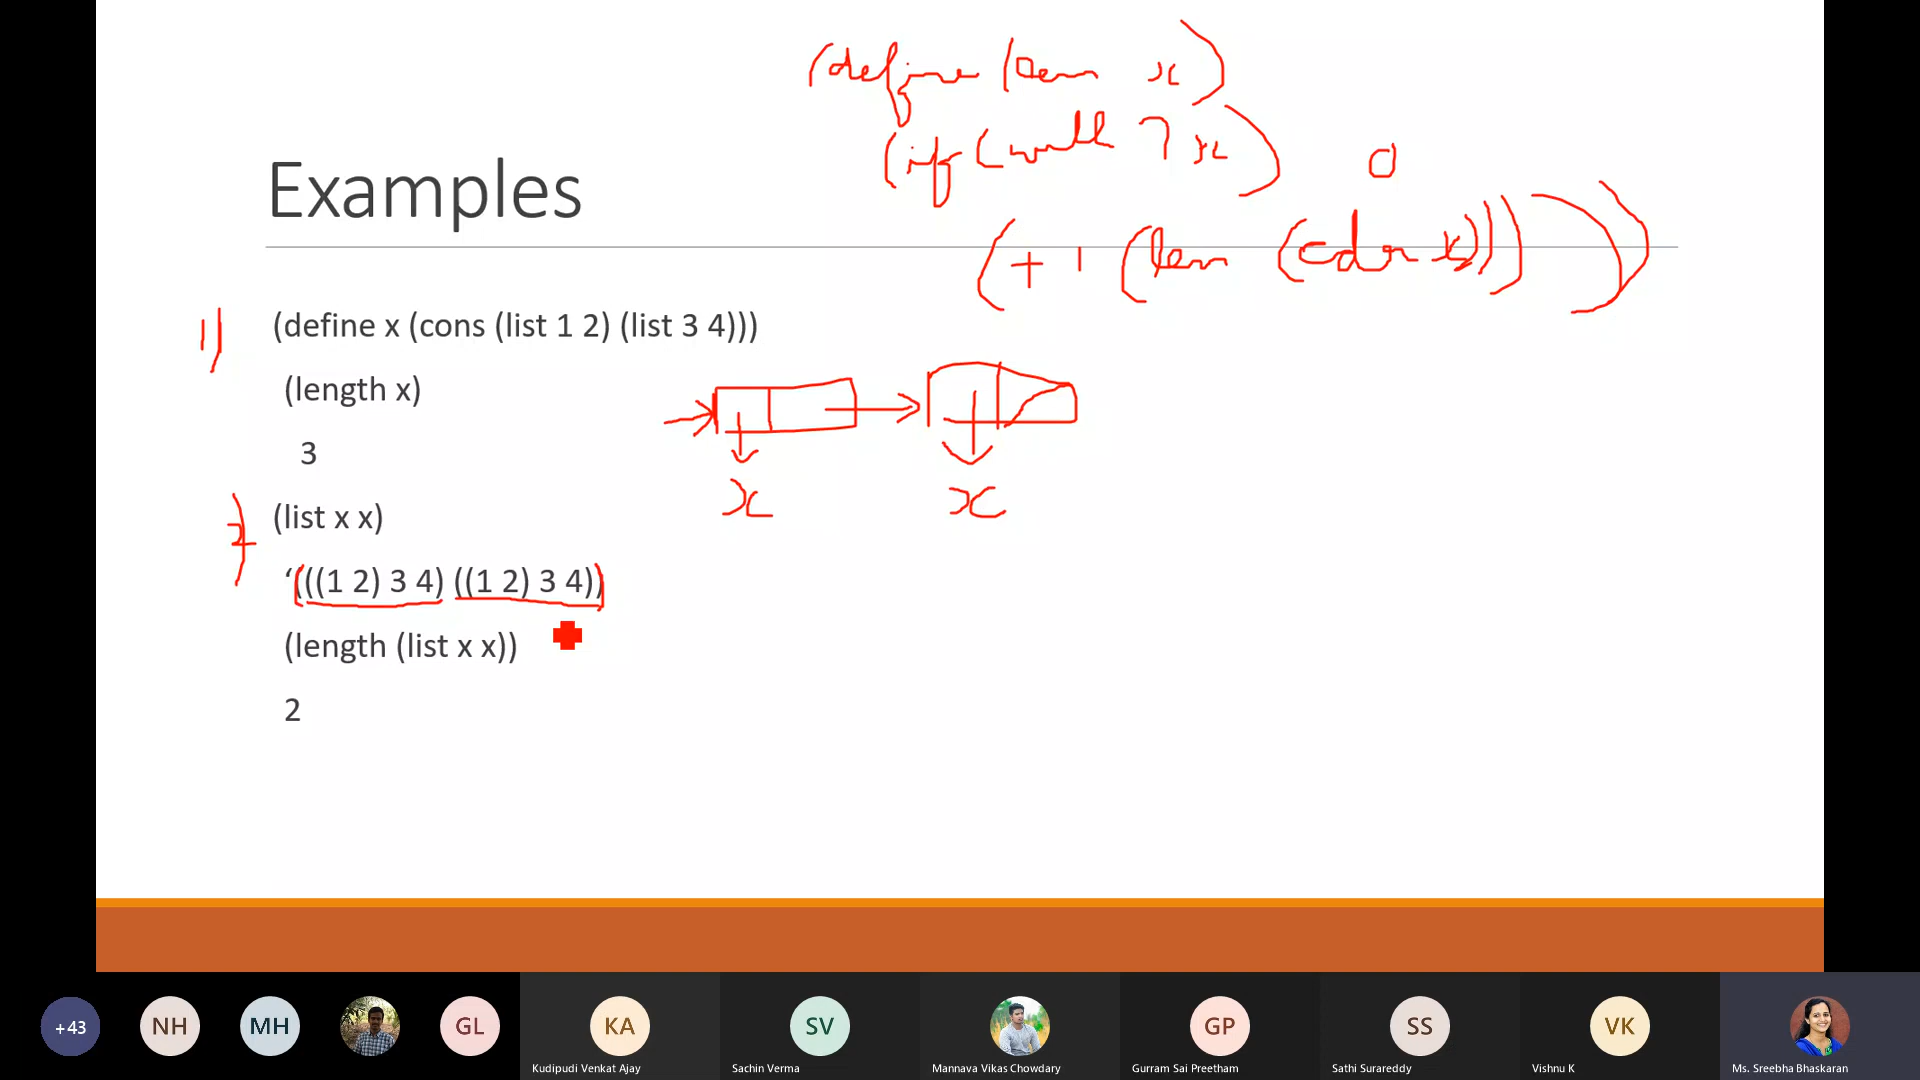 (define (len x)
(if (null ? x) 0
(+ 1 (len (cdr x))))))
Examples
1)
(define x (cons (list 1 2) (list 3 4)))
(length x)
3
x x
2)
(list x x)
‘(((1 2) 3 4) ((1 2) 3 4))
(length (list x x))
2
+43
NH
MH
GL
KA
SV
GP
SS
VK
Kudipudi Venkat Ajay
Sachin Verma
Mannava Vikas Chowdary
Gurram Sai Preetham
Sathi Surareddy
Vishnu K
Ms. Sreebha Bhaskaran